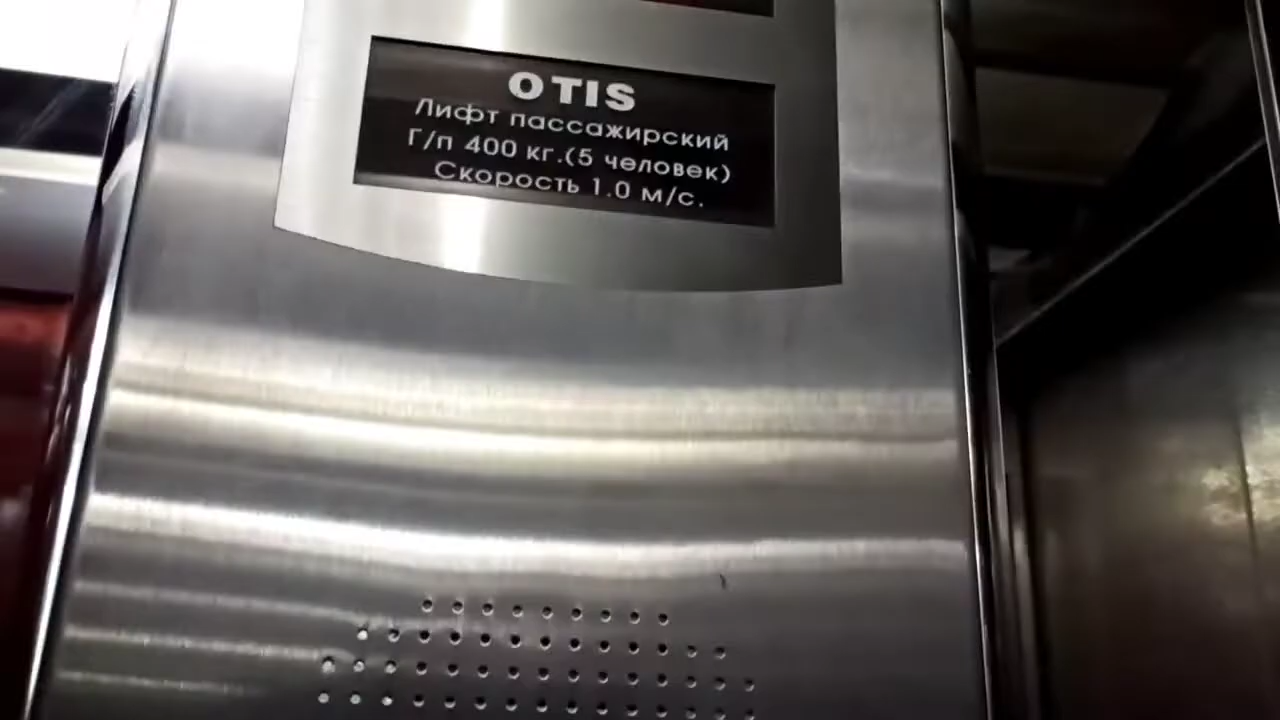 OTIS
Лифт пассажирский
Г/п 400 кг.(5 человек)
Скорость 1.0 м/с.